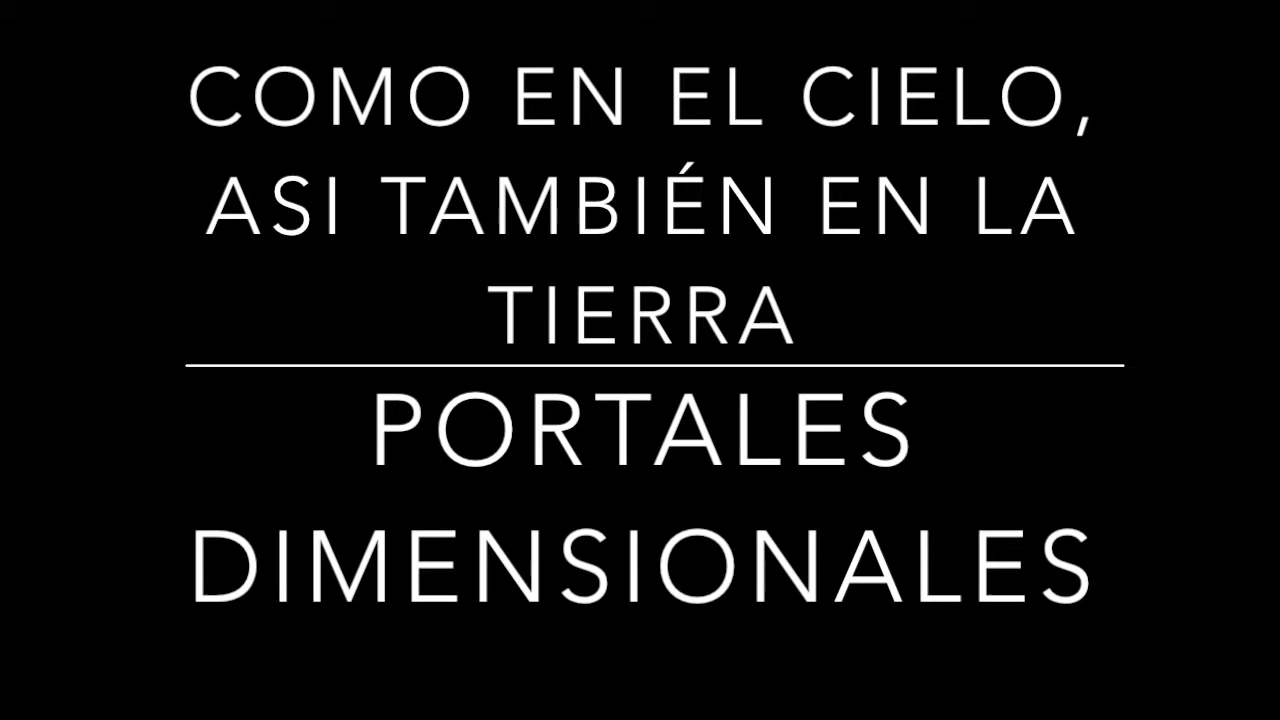 COMO EN EL CIELO,
ASI TAMBIÉN EN LA
TIERRA
PORTALES
DIMENSIONALES